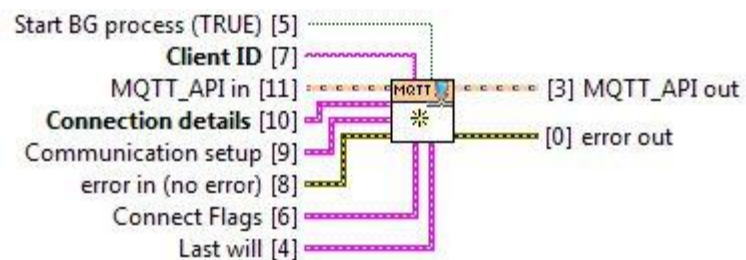 Start BG process (TRUE) [5]
Client ID [7]
MQTT_API in [11]
MQTT
[3] MQTT_API out
Connection details [10]
[0] error out
Communication setup [9]
error in (no error) [8]
Connect Flags [6]
Last will [4]